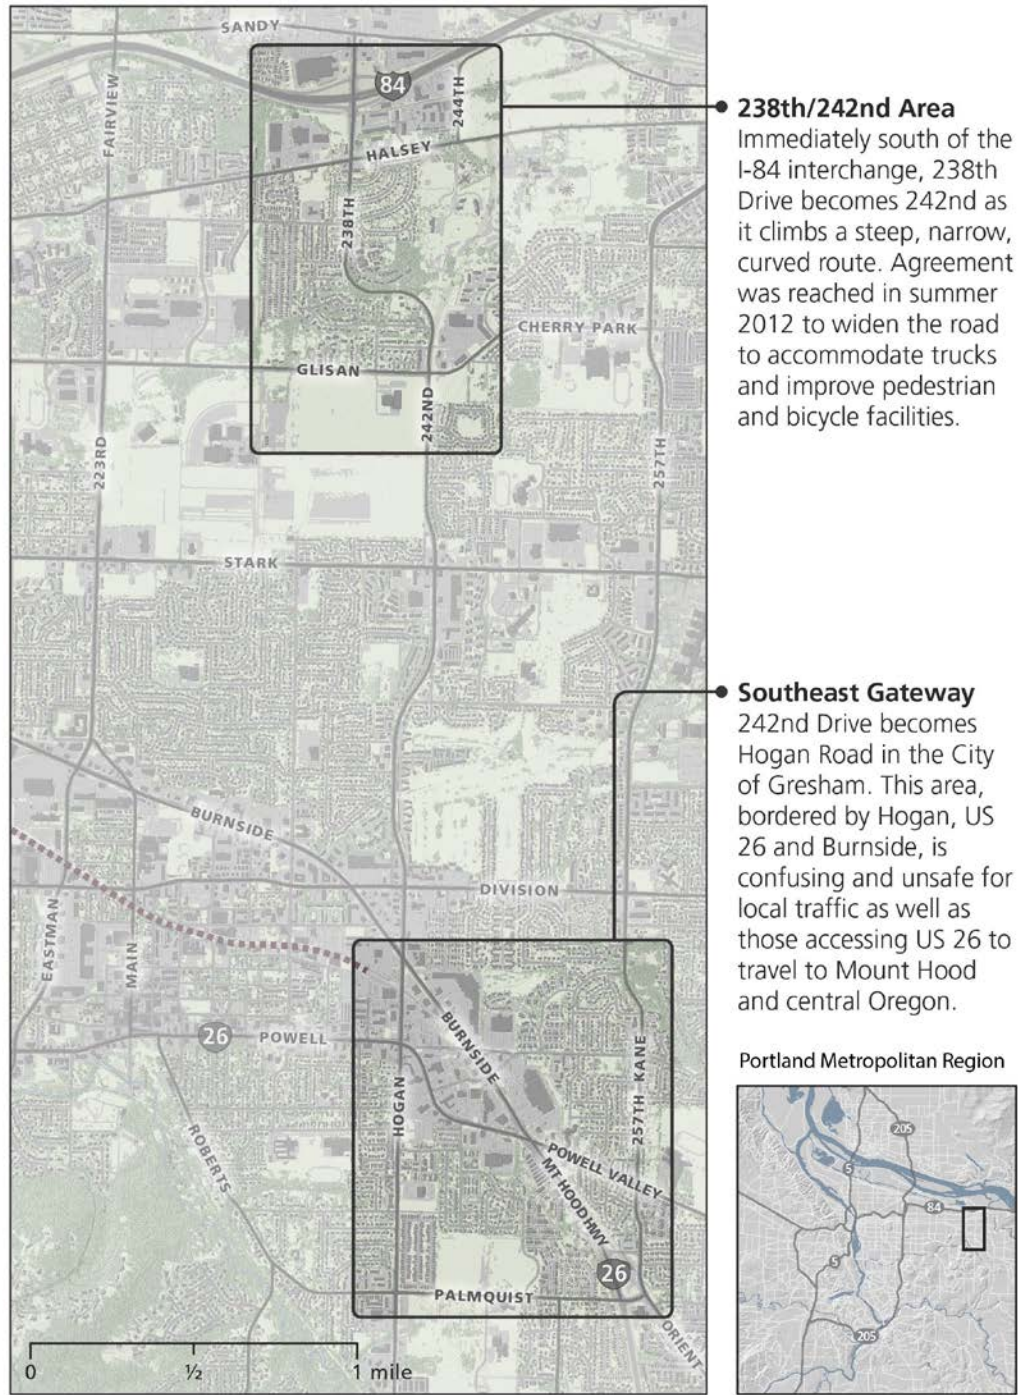 SANDY
84
244TH
FAIRVIEW
HALSEY
238TH
CHERRY PARK
GLISAN
242ND
223RD
257TH
STARK
BURNSIDE
DIVISION
EASTMAN
MAIN
26
POWELL
BURNSIDE
257TH KANE
HOGAN
ROBERTS
POWELL VALLEY
MT HOOD HWY
26
PALMQUIST
ORIENT
0
½
1 mile
238th/242nd Area
Immediately south of the
I-84 interchange, 238th
Drive becomes 242nd as
it climbs a steep, narrow,
curved route. Agreement
was reached in summer
2012 to widen the road
to accommodate trucks
and improve pedestrian
and bicycle facilities.
Southeast Gateway
242nd Drive becomes
Hogan Road in the City
of Gresham. This area,
bordered by Hogan, US
26 and Burnside, is
confusing and unsafe for
local traffic as well as
those accessing US 26 to
travel to Mount Hood
and central Oregon.
Portland Metropolitan Region
205
5
84
5
205